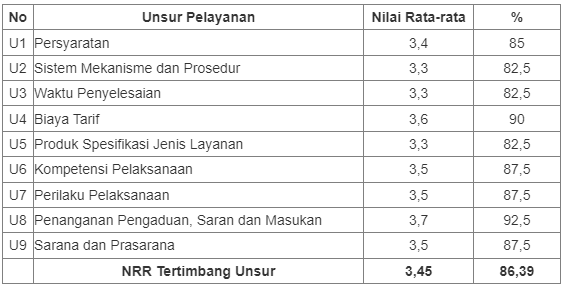 No Unsur Pelayanan Nilai Rata-rata %
U1 Persyaratan 3,4 85
U2 Sistem Mekanisme dan Prosedur 3,3 82,5
U3 Waktu Penyelesaian 3,3 82,5
U4 Biaya Tarif 3,6 90
U5 Produk Spesifikasi Jenis Layanan 3,3 82,5
U6 Kompetensi Pelaksanaan 3,5 87,5
U7 Perilaku Pelaksanaan 3,5 87,5
U8 Penanganan Pengaduan, Saran dan Masukan 3,7 92,5
U9 Sarana dan Prasarana 3,5 87,5
NRR Tertimbang Unsur 3,45 86,39